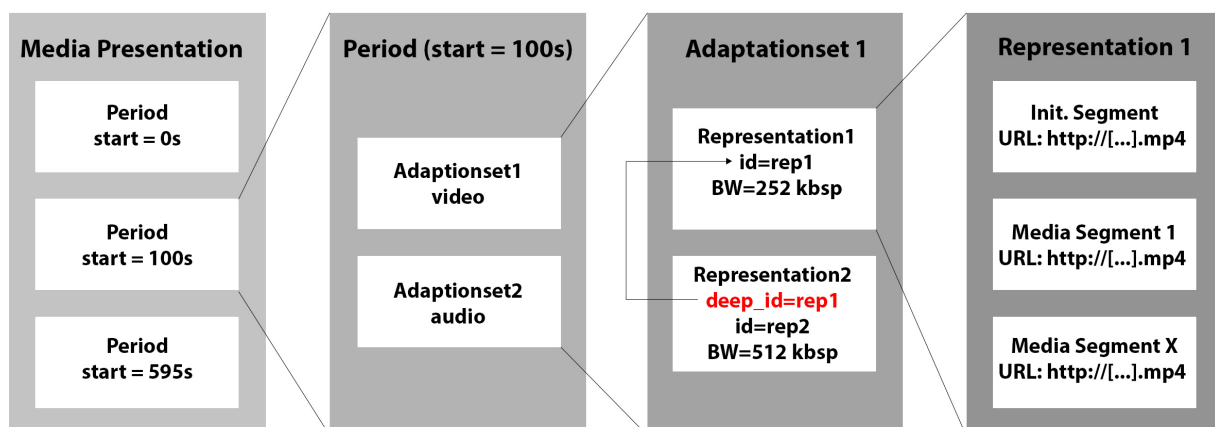 Media Presentation
Period
start = 0s
Period
start = 100s
Period
start = 595s
Period (start = 100s)
Adaptionset1
video
Adaptionset2
audio
Adaptationset 1
Representation1
id=rep1
BW=252 kbsp
Representation2
deep_id=rep1
id=rep2
BW=512 kbsp
Representation 1
Init. Segment
URL: http://[...].mp4
Media Segment 1
URL: http://[...].mp4
Media Segment X
URL: http://[...].mp4